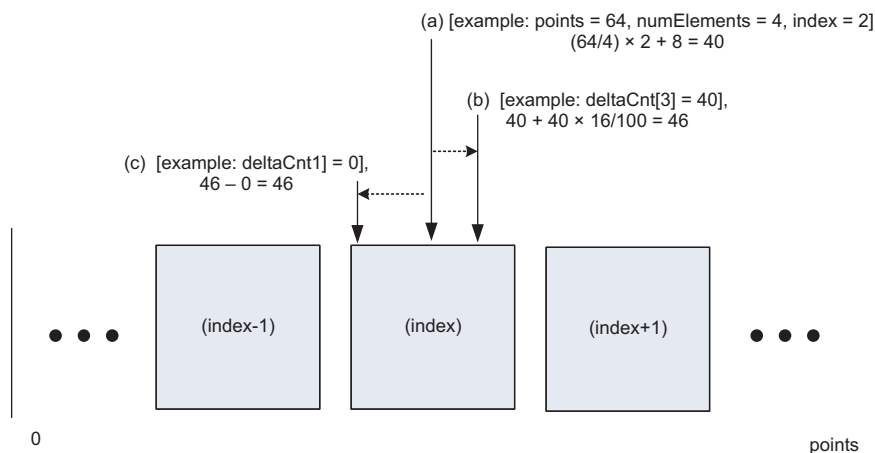 (a) [example: points = 64, numElements = 4, index = 2]
(64/4) × 2 + 8 = 40
(b) [example: deltaCnt[3] = 40],
40 + 40 × 16/100 = 46
(c) [example: deltaCnt1] = 0],
46 – 0 = 46
(index-1)
(index)
(index+1)
0
points